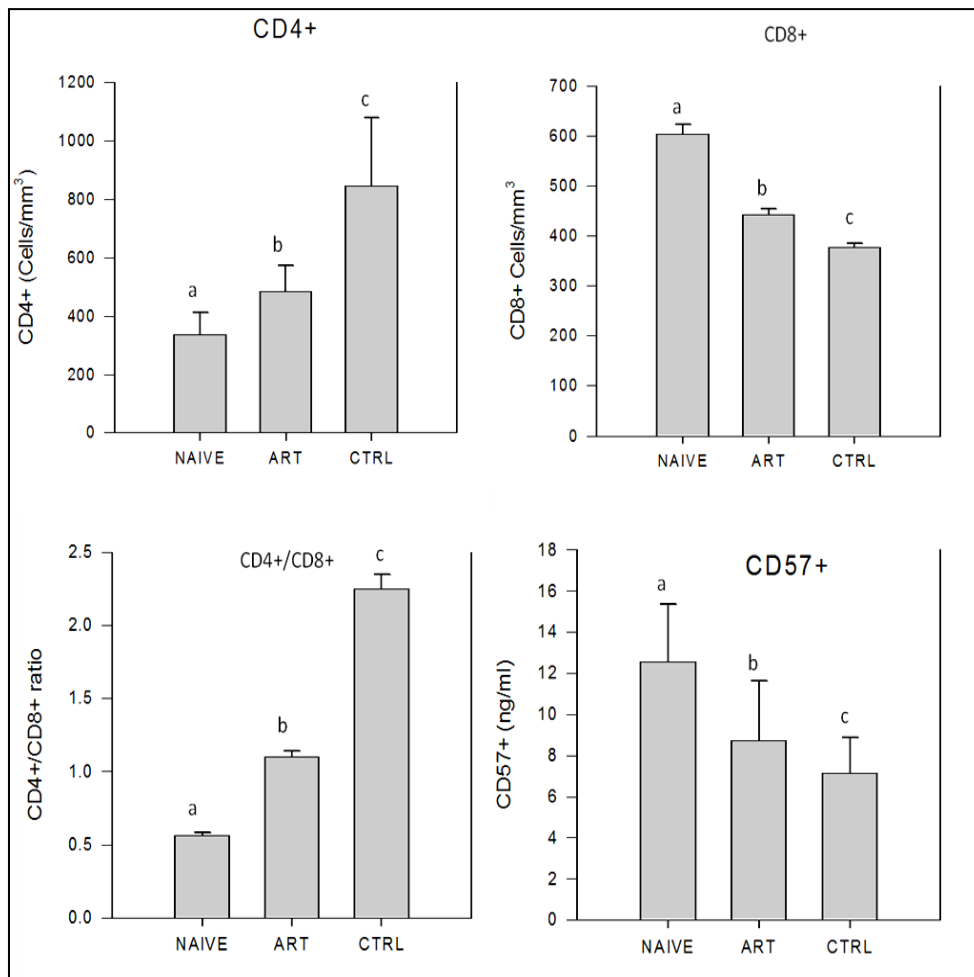 CD4+
CD4+ (Cells/mm³)
1200
1000
800
600
400
200
0
a
b
c
NAIVE ART CTRL
CD8+
CD8+ Cells/mm³
700
600
500
400
300
200
100
0
a
b
c
NAIVE ART CTRL
CD4+/CD8+
CD4+/CD8+ ratio
2.5
2.0
1.5
1.0
0.5
0.0
a
b
c
NAIVE ART CTRL
CD57+
CD57+ (ng/ml)
18
16
14
12
10
8
6
4
2
0
a
b
c
NAIVE ART CTRL